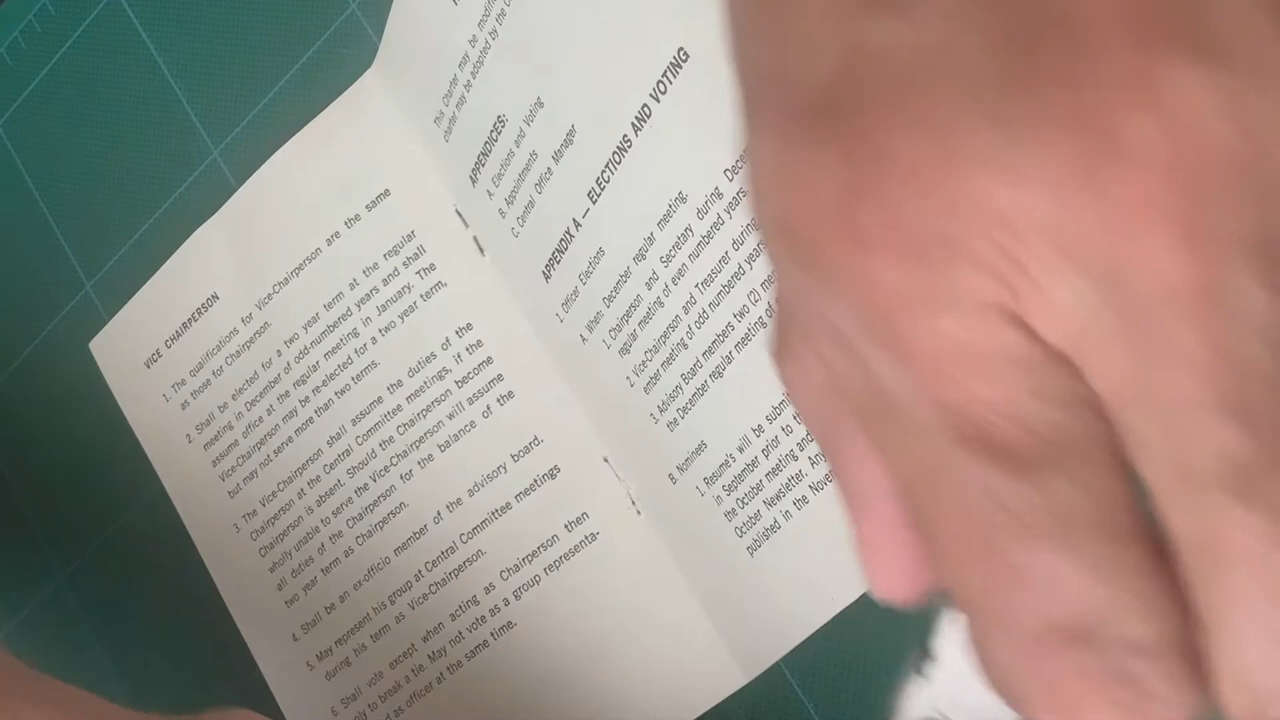 VICE CHAIRPERSON
1. The qualifications for Vice-Chairperson are the same
as those for Chairperson.
2. Shall be elected for a two year term at the regular
meeting in December of odd-numbered years and shall
assume office at the regular meeting in January. The
Vice-Chairperson may be re-elected for a two year term,
but may not serve more than two terms.
3. The Vice-Chairperson shall assume the duties of the
Chairperson at the Central Committee meetings, if the
Chairperson is absent. Should the Chairperson become
wholly unable to serve the Vice-Chairperson will assume
all duties of the Chairperson for the balance of the
two year term as Chairperson.
4. Shall be an ex-officio member of the advisory board.
5. May represent his group at Central Committee meetings
during his term as Vice-Chairperson.
6. Shall vote except when acting as Chairperson then
to break a tie. May not vote as a group representa-
as officer at the same time.
This Charter may be
charter may be adopted by the
APPENDICES:
A. Elections and Voting
B. Appointments
C. Central Office Manager
APPENDIX A — ELECTIONS AND VOTING
1. Officer Elections
A. When: December regular meeting.
1. Chairperson and Secretary during
regular meeting of even numbered years.
2. Vice-Chairperson and Treasurer during
ember meeting of odd numbered years
3. Advisory Board members two (2)
the December regular meeting of
B. Nominees
1. Resume's will be
in September prior to
the October meeting and
October Newsletter. Any
published in the